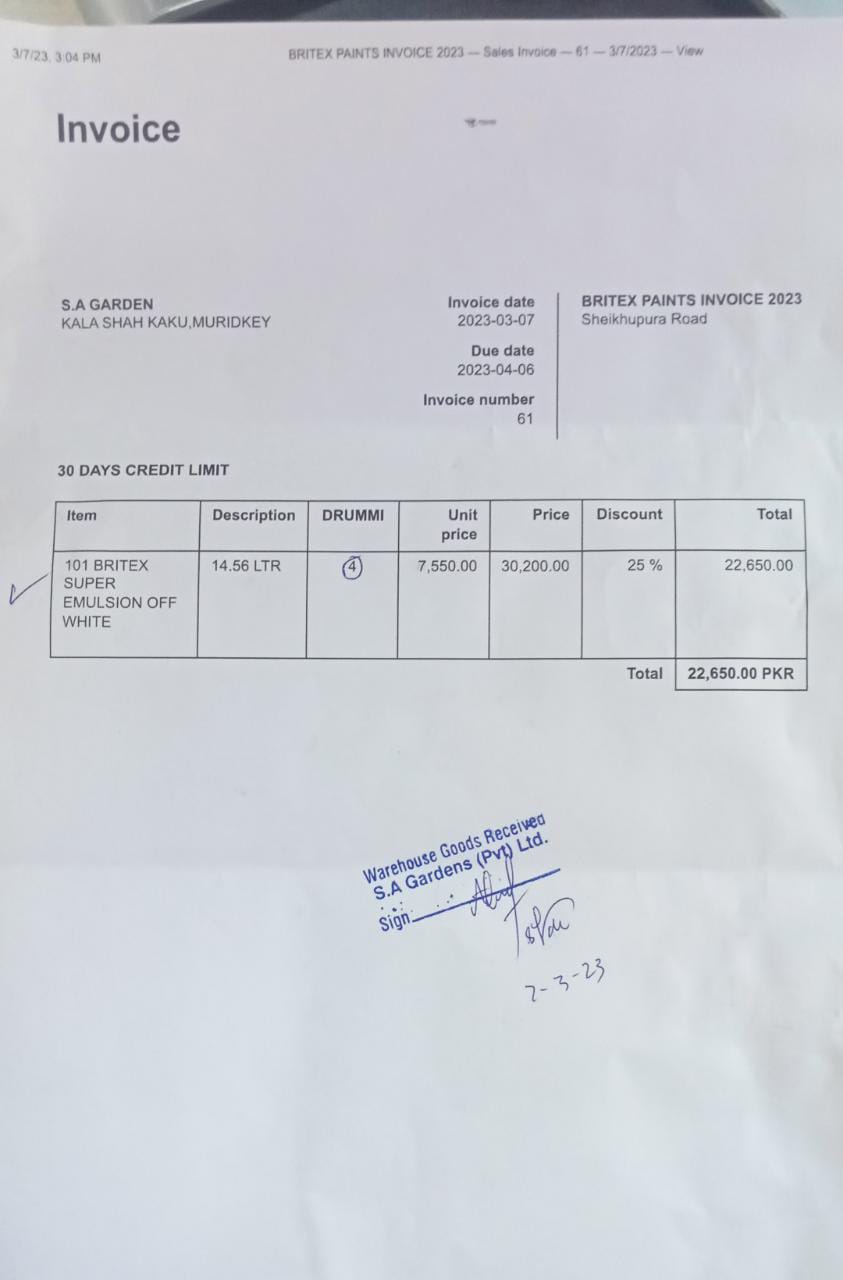 3/7/23, 3:04 PM
BRITEX PAINTS INVOICE 2023 — Sales Invoice — 61 — 3/7/2023 — View
Invoice
S.A GARDEN
KALA SHAH KAKU,MURIDKEY
Invoice date
2023-03-07
Due date
2023-04-06
Invoice number
61
BRITEX PAINTS INVOICE 2023
Sheikhupura Road
30 DAYS CREDIT LIMIT
Item Description DRUMMI Unit price Price Discount Total
101 BRITEX SUPER EMULSION OFF WHITE 14.56 LTR 4 7,550.00 30,200.00 25 % 22,650.00
Total 22,650.00 PKR
Warehouse Goods Received
S.A Gardens (Pvt) Ltd.
Sign
7-3-23